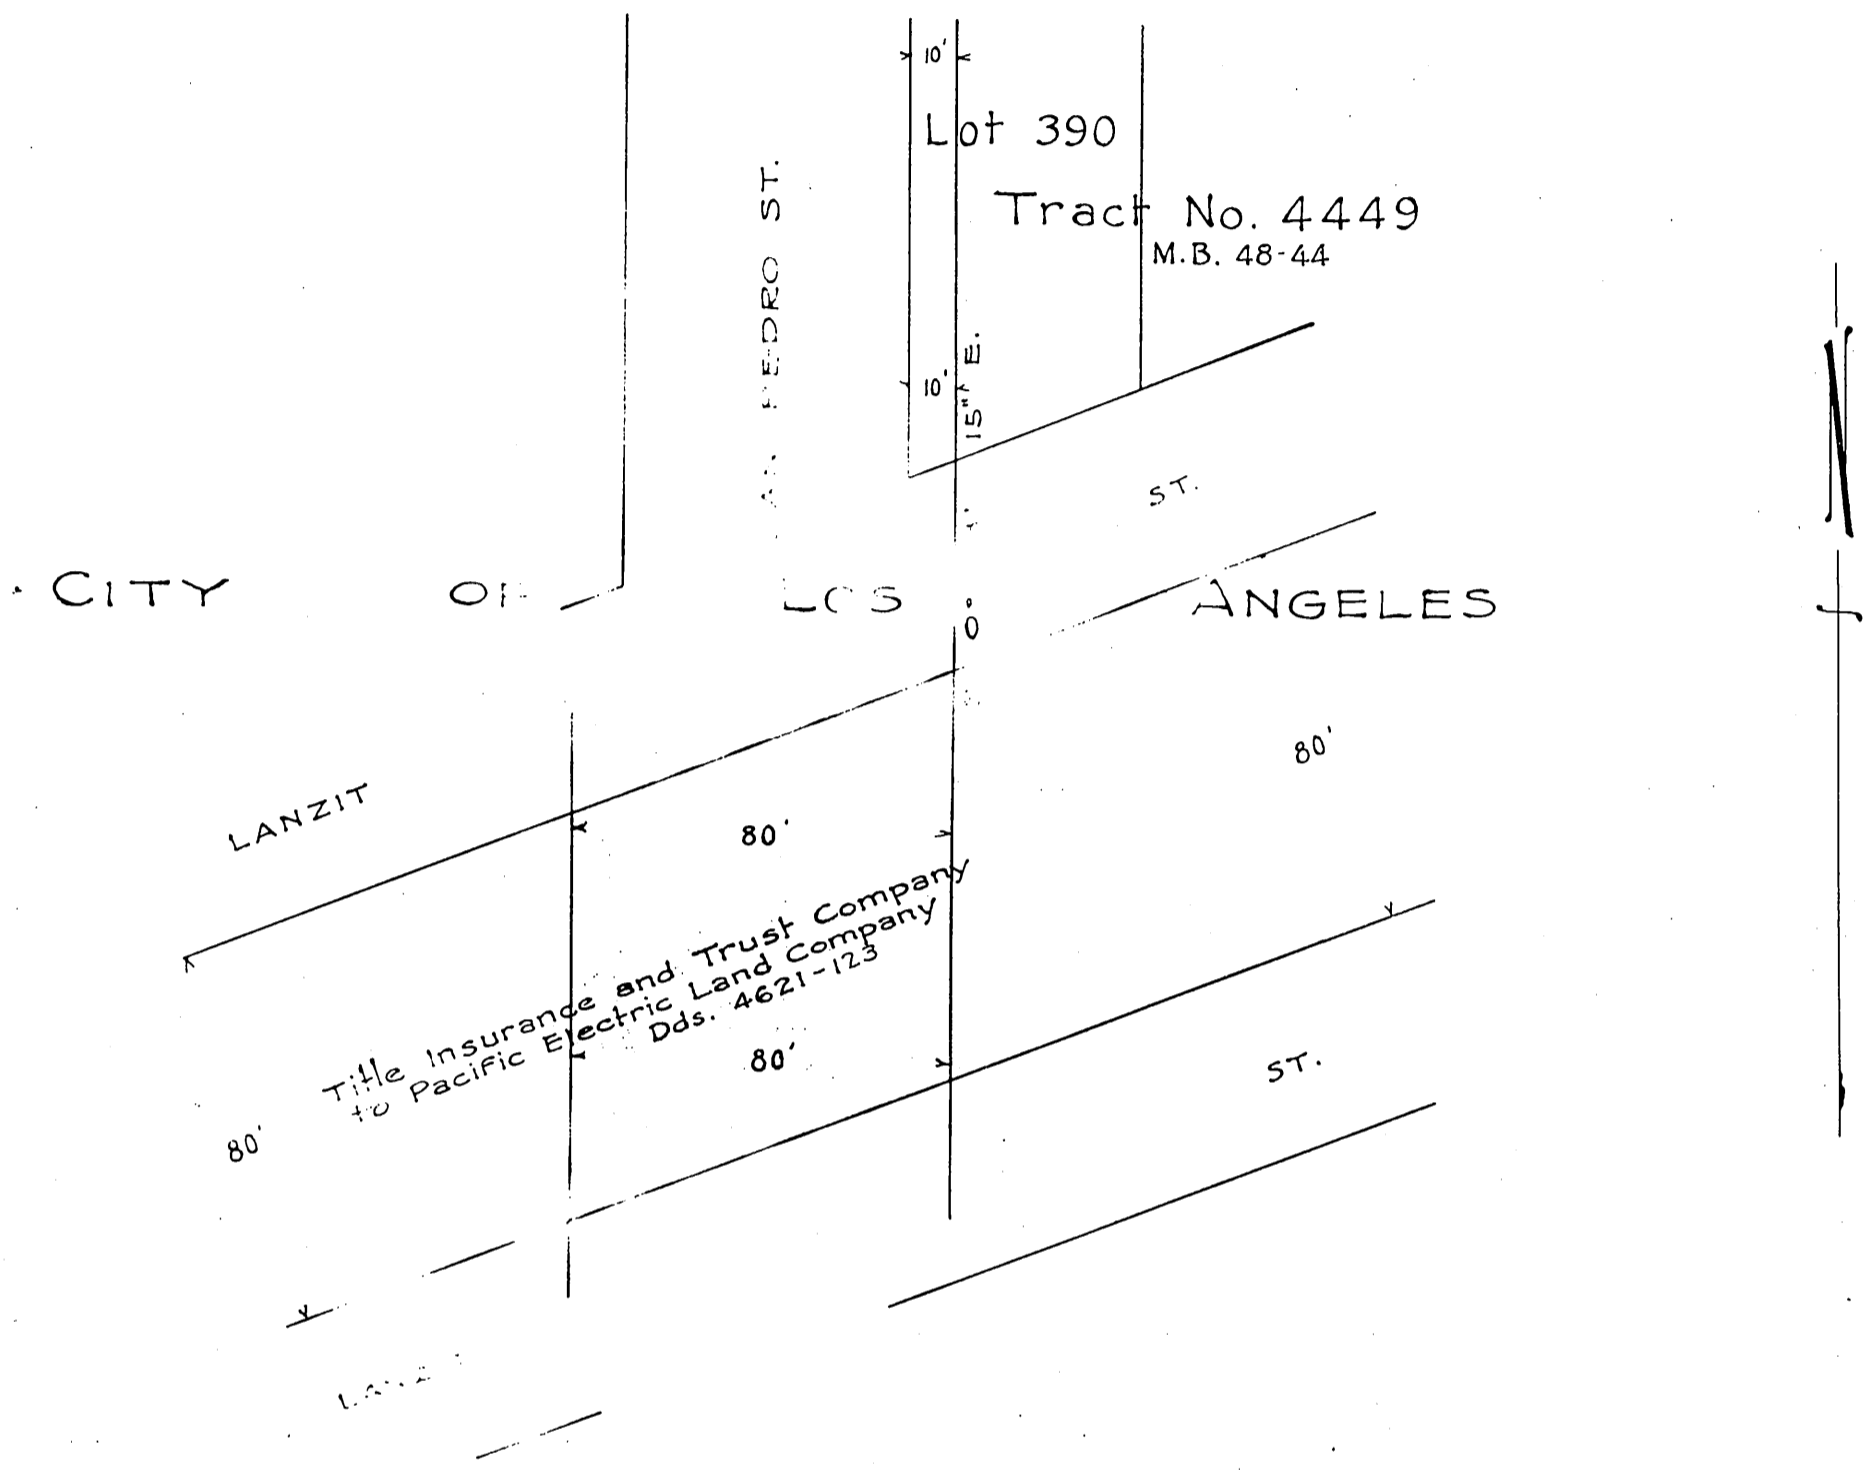 10'
Lot 390
Tract No. 4449
M.B. 48-44
PEDRO ST.
10'
15" E.
ST.
CITY OF LOS ANGELES
0°
80'
LANZIT
80'
Title Insurance and Trust Company
to Pacific Electric Land Company
Dds. 4621-123
80'
ST.
80'
N